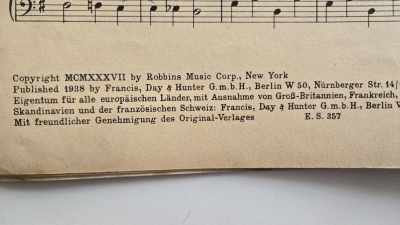 Copyright MCMXXXVII by Robbins Music Corp., New York
Published 1938 by Francis, Day & Hunter G.m.b.H., Berlin W 50, Nürnberger Str. 14/
Eigentum für alle europäischen Länder, mit Ausnahme von Groß-Britannien, Frankreich,
Skandinavien und der französischen Schweiz: Francis, Day & Hunter G.m.b.H., Berlin W
Mit freundlicher Genehmigung des Original-Verlages E. S. 357